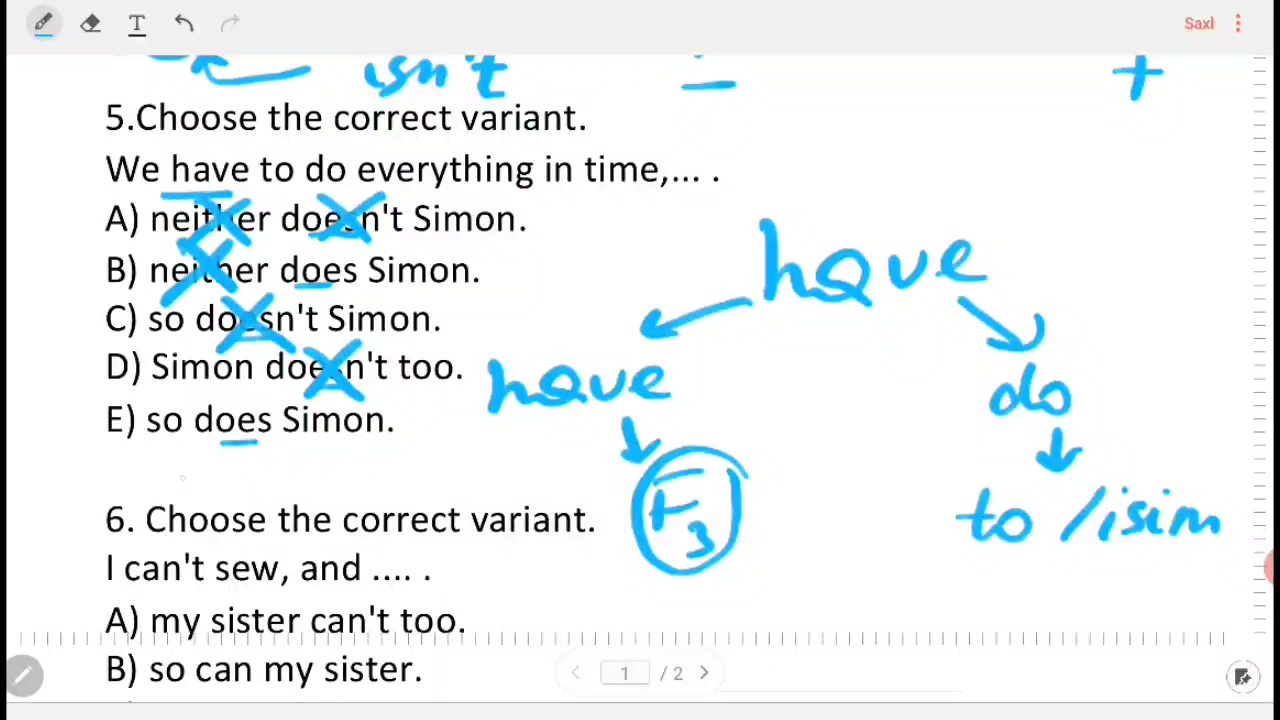 Saxl
isn't
+
5.Choose the correct variant.
We have to do everything in time,... .
A) neither doesn't Simon.
B) neither does Simon.
C) so doesn't Simon.
D) Simon doesn't too.
E) so does Simon.
have
have
do
F3
to /isim
6. Choose the correct variant.
I can't sew, and .... .
A) my sister can't too.
B) so can my sister.
1 / 2